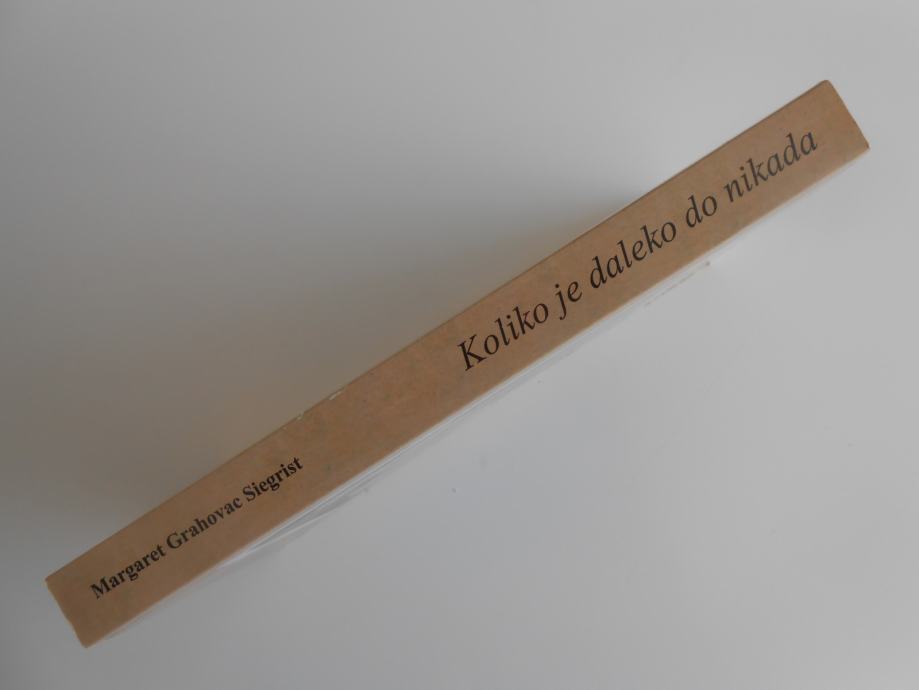 Margaret Grahovac Siegrist
Koliko je daleko do nikada